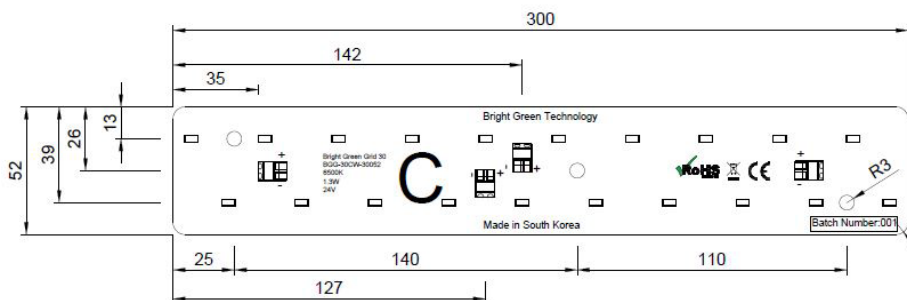 300
142
35
52
39
26
13
Bright Green Technology
+
+
Bright Green Grid 30
BGG-30CW-30052
6500K
1.3W
24V
C
-
+
-
+
RoHS
CE
R3
-
-
Made in South Korea
Batch Number:001
25
140
110
127